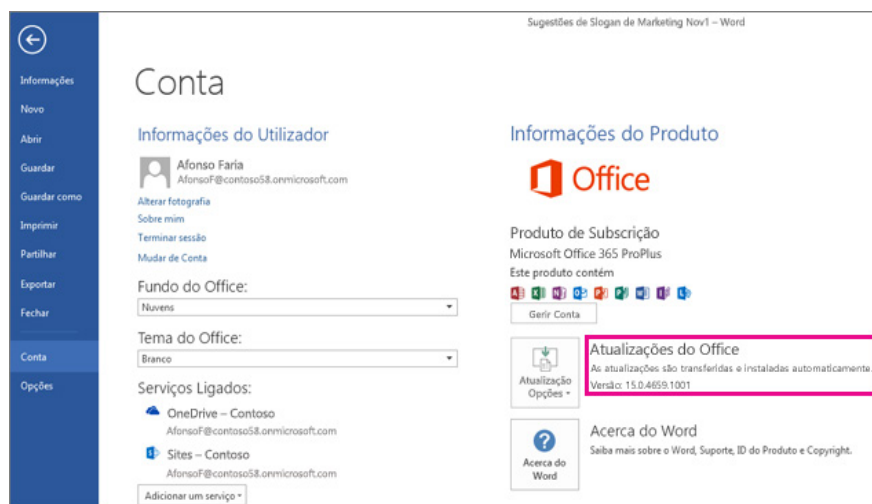 Sugestões de Slogan de Marketing Nov1 – Word
Informações
Novo
Abrir
Guardar
Guardar como
Imprimir
Partilhar
Exportar
Fechar
Conta
Opções
Conta
Informações do Utilizador
Afonso Faria
AfonsoF@contoso58.onmicrosoft.com
Alterar fotografia
Sobre mim
Terminar sessão
Mudar de Conta
Fundo do Office:
Nuvens
Tema do Office:
Branco
Serviços Ligados:
OneDrive – Contoso
AfonsoF@contoso58.onmicrosoft.com
Sites – Contoso
AfonsoF@contoso58.onmicrosoft.com
Adicionar um serviço
Informações do Produto
Office
Produto de Subscrição
Microsoft Office 365 ProPlus
Este produto contém
Gerir Conta
Atualização
Opções
Atualizações do Office
As atualizações são transferidas e instaladas automaticamente.
Versão: 15.0.4659.1001
Acerca do
Word
Acerca do Word
Saiba mais sobre o Word, Suporte, ID do Produto e Copyright.